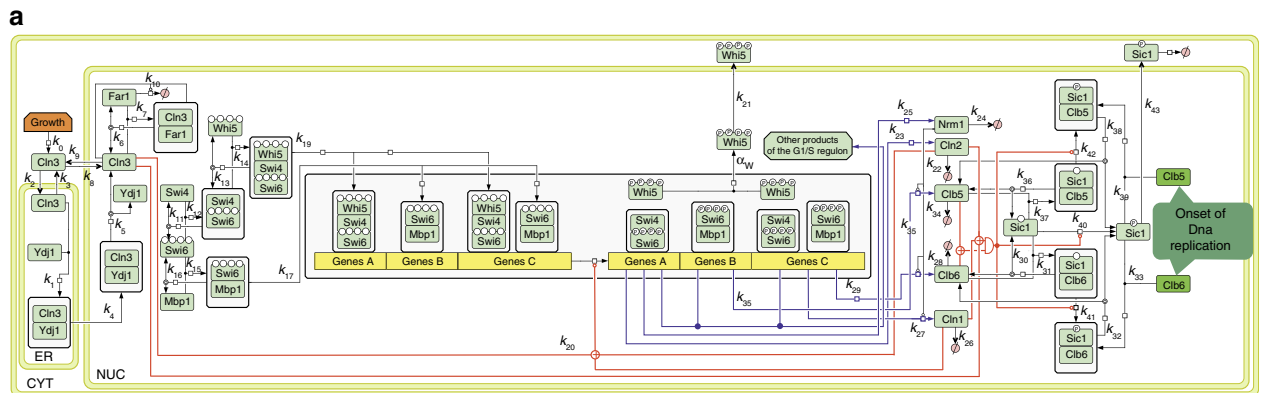 a
P P P P
Whi5
P
Sic1
k10
Far1
k7
Cln3
Far1
k6
Growth
k0
k9
Cln3
k2
k3
k8
Cln3
Whi5
k14
k13
k19
Whi5
Swi4
Swi6
k21
P P P P
Whi5
αW
Other products
of the G1/S regulon
k25
k23
Nrm1
k24
Cln2
k22
P
Sic1
Clb5
k38
k42
k43
Cln3
Ydj1
Ydj1
k5
Swi4
k11
k12
Swi4
Swi6
Swi6
k16
k15
Swi6
Mbp1
Mbp1
k17
Whi5
Swi4
Swi6
Swi6
Mbp1
Whi5
Swi4
Swi6
Swi6
Mbp1
P P P P
Whi5
P P P P
Whi5
Swi4
P P P P
Swi6
P P P P
Swi6
Mbp1
Swi4
P P P P
Swi6
P P P P
Swi6
Mbp1
Genes A
Genes B
Genes C
Genes A
Genes B
Genes C
Clb5
k34
k35
k36
Sic1
Clb5
k37
Sic1
k39
k40
P
Sic1
Clb5
Onset of
Dna
replication
Clb6
k1
Cln3
Ydj1
Cln3
Ydj1
k4
k28
Clb6
k29
k30
k31
Sic1
Clb6
k33
k35
k27
Cln1
k26
k41
P
Sic1
Clb6
k32
k20
ER
CYT
NUC